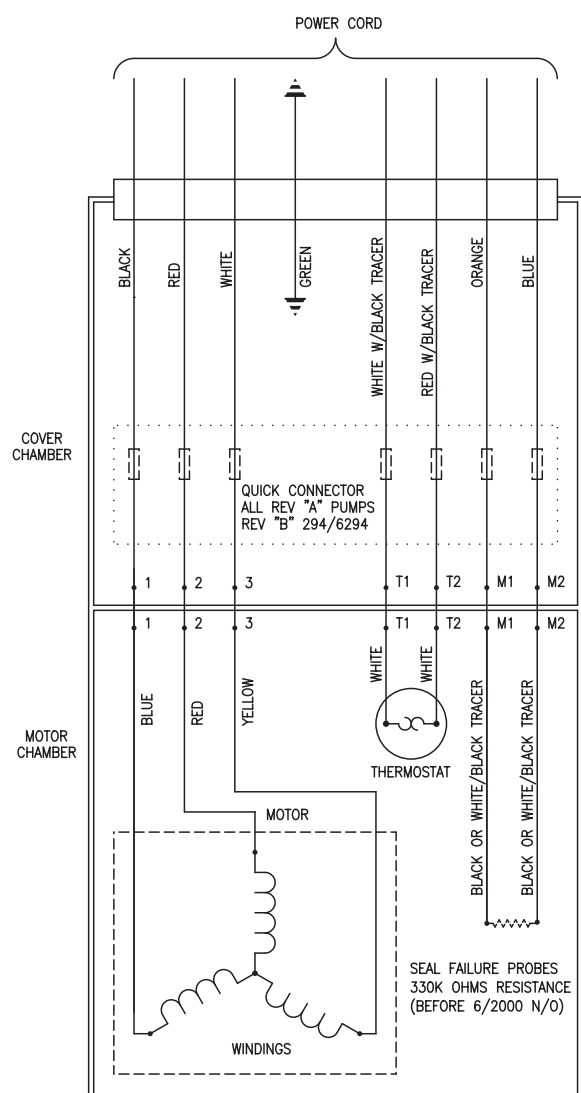 POWER CORD
BLACK
RED
WHITE
GREEN
WHITE W/BLACK TRACER
RED W/BLACK TRACER
ORANGE
BLUE
COVER
CHAMBER
QUICK CONNECTOR
ALL REV "A" PUMPS
REV "B" 294/6294
1 2 3 T1 T2 M1 M2
1 2 3 T1 T2 M1 M2
BLUE
RED
YELLOW
WHITE
WHITE
BLACK OR WHITE/BLACK TRACER
BLACK OR WHITE/BLACK TRACER
MOTOR
CHAMBER
THERMOSTAT
MOTOR
SEAL FAILURE PROBES
330K OHMS RESISTANCE
(BEFORE 6/2000 N/O)
WINDINGS